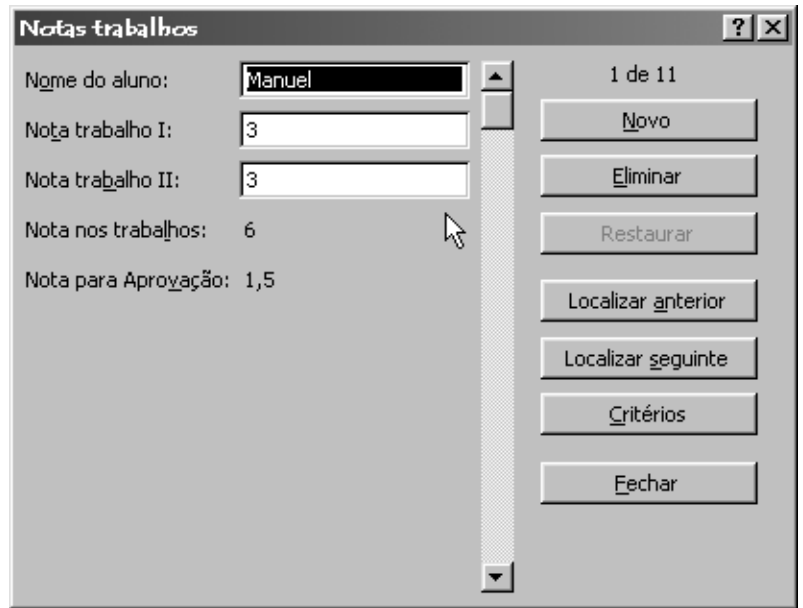 Notas trabalhos
Nome do aluno: Manuel
Nota trabalho I: 3
Nota trabalho II: 3
Nota nos trabalhos: 6
Nota para Aprovação: 1,5
1 de 11
Novo
Eliminar
Restaurar
Localizar anterior
Localizar seguinte
Critérios
Fechar